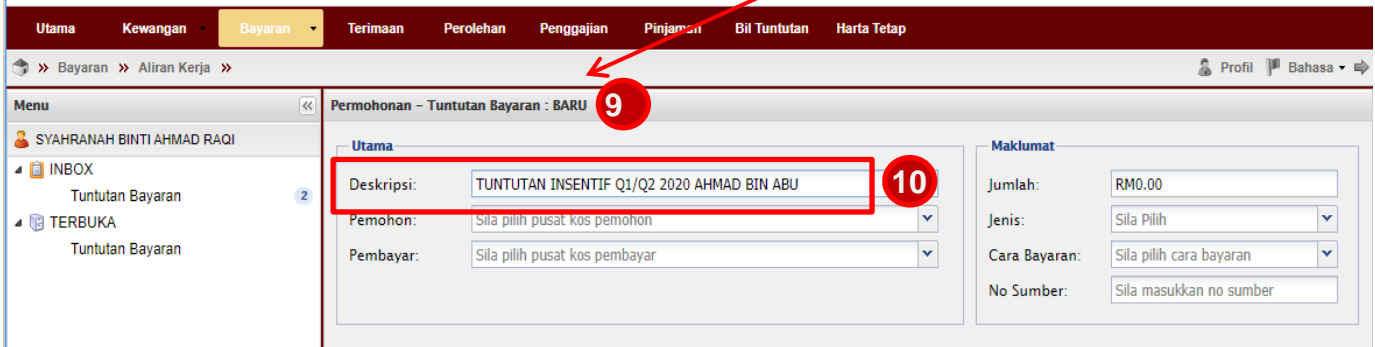 Utama Kewangan Bayaran Terimaan Perolehan Penggajian Pinjaman Bil Tuntutan Harta Tetap
» Bayaran » Aliran Kerja » Profil Bahasa
Menu
SYAHRANAH BINTI AHMAD RAQI
INBOX
Tuntutan Bayaran 2
TERBUKA
Tuntutan Bayaran
Permohonan – Tuntutan Bayaran : BARU 9
Utama
Deskripsi: TUNTUTAN INSENTIF Q1/Q2 2020 AHMAD BIN ABU 10
Pemohon: Sila pilih pusat kos pemohon
Pembayar: Sila pilih pusat kos pembayar
Maklumat
Jumlah: RM0.00
Jenis: Sila Pilih
Cara Bayaran: Sila pilih cara bayaran
No Sumber: Sila masukkan no sumber